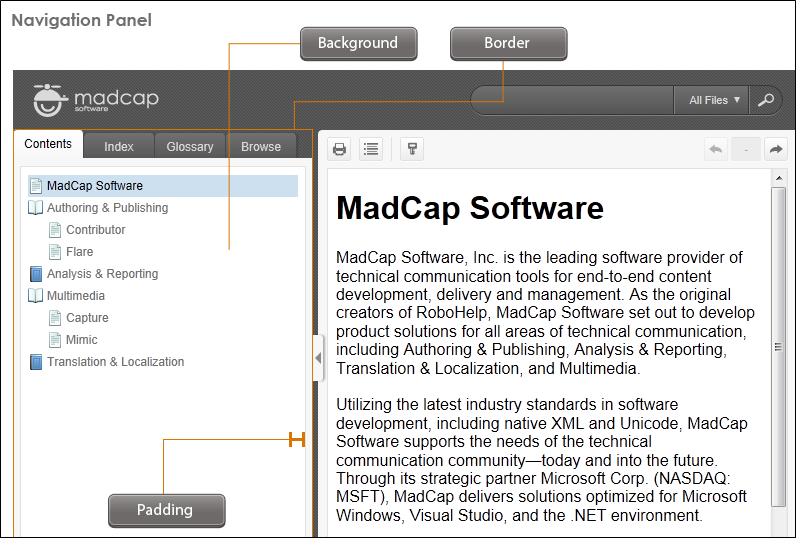 Navigation Panel
Background
Border
madcap
software
All Files ▼
Contents
Index
Glossary
Browse
-
MadCap Software
Authoring & Publishing
Contributor
Flare
Analysis & Reporting
Multimedia
Capture
Mimic
Translation & Localization
MadCap Software
MadCap Software, Inc. is the leading software provider of
technical communication tools for end-to-end content
development, delivery and management. As the original
creators of RoboHelp, MadCap Software set out to develop
product solutions for all areas of technical communication,
including Authoring & Publishing, Analysis & Reporting,
Translation & Localization, and Multimedia.
Utilizing the latest industry standards in software
development, including native XML and Unicode, MadCap
Software supports the needs of the technical
communication community—today and into the future.
Through its strategic partner Microsoft Corp. (NASDAQ:
MSFT), MadCap delivers solutions optimized for Microsoft
Windows, Visual Studio, and the .NET environment.
Padding